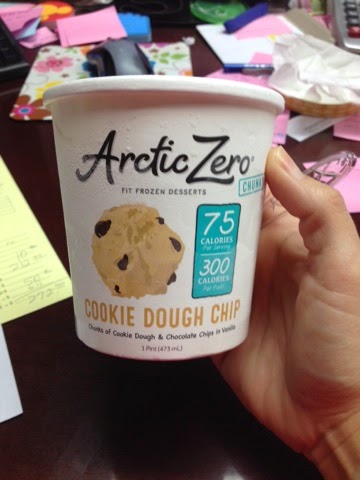 Arctic Zero®
FIT FROZEN DESSERTS
CHUNKY
75
CALORIES
Per Serving
300
CALORIES
Per Pint
COOKIE DOUGH CHIP
Chunks of Cookie Dough & Chocolate Chips in Vanilla
1 Pint (473 mL)